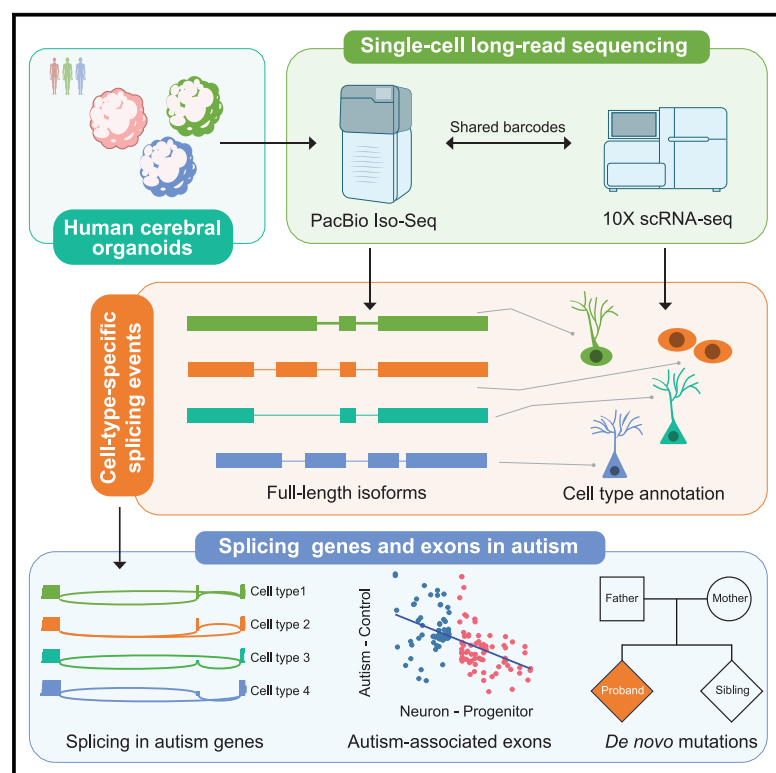 Single-cell long-read sequencing
Shared barcodes
Human cerebral
organoids
PacBio Iso-Seq
10X scRNA-seq
Cell-type-specific
splicing events
Full-length isoforms
Cell type annotation
Splicing genes and exons in autism
Cell type1
Cell type 2
Cell type 3
Cell type 4
Splicing in autism genes
Autism - Control
Neuron - Progenitor
Autism-associated exons
Father
Mother
Proband
Sibling
De novo mutations